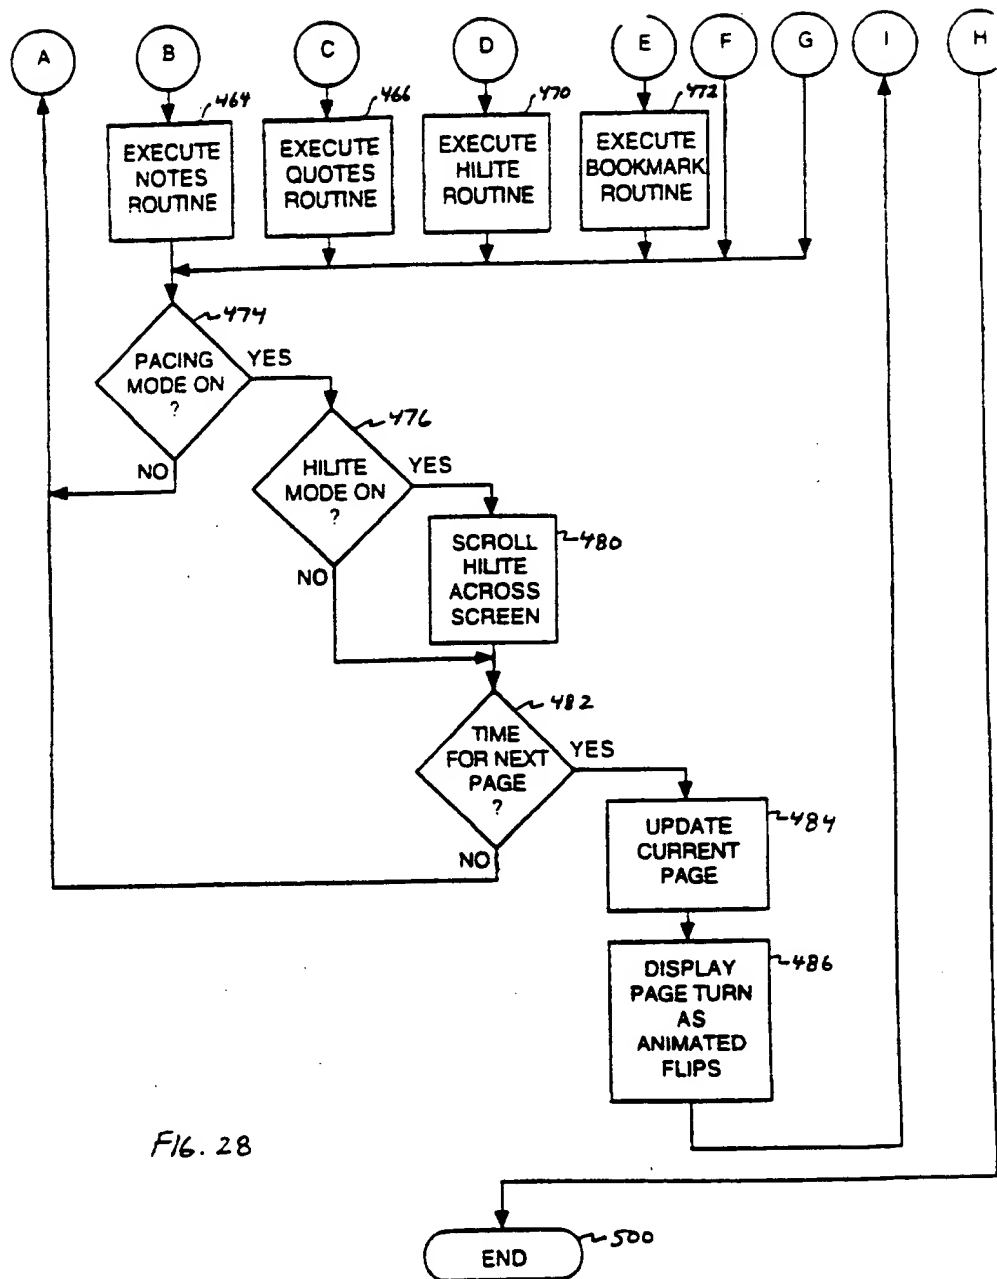 A
B
C
D
E
F
G
I
H
464
466
470
472
EXECUTE
NOTES
ROUTINE
EXECUTE
QUOTES
ROUTINE
EXECUTE
HILITE
ROUTINE
EXECUTE
BOOKMARK
ROUTINE
474
PACING
MODE ON
?
YES
NO
476
HILITE
MODE ON
?
YES
NO
480
SCROLL
HILITE
ACROSS
SCREEN
482
TIME
FOR NEXT
PAGE
?
YES
NO
484
UPDATE
CURRENT
PAGE
486
DISPLAY
PAGE TURN
AS
ANIMATED
FLIPS
FIG. 28
500
END